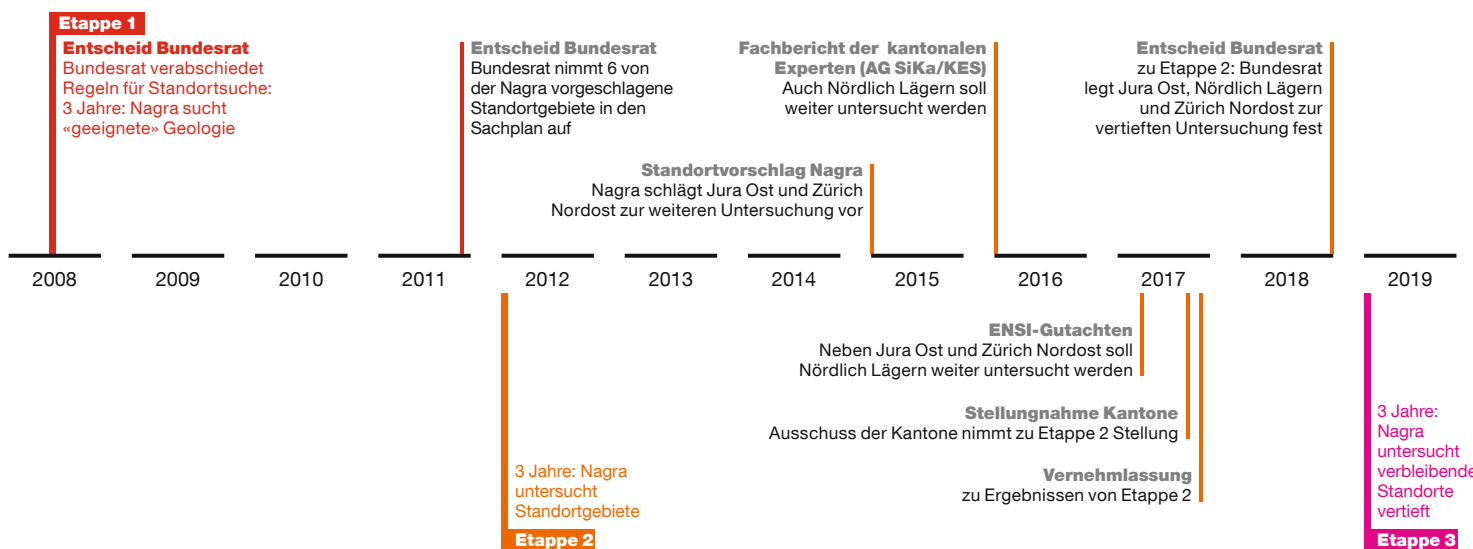 Etappe 1
Entscheid Bundesrat
Bundesrat verabschiedet
Regeln für Standortsuche:
3 Jahre: Nagra sucht
«geeignete» Geologie
Entscheid Bundesrat
Bundesrat nimmt 6 von
der Nagra vorgeschlagene
Standortgebiete in den
Sachplan auf
Standortvorschlag Nagra
Nagra schlägt Jura Ost und Zürich
Nordost zur weiteren Untersuchung vor
Fachbericht der kantonalen
Experten (AG SiKa/KES)
Auch Nördlich Lägern soll
weiter untersucht werden
Entscheid Bundesrat
zu Etappe 2: Bundesrat
legt Jura Ost, Nördlich Lägern
und Zürich Nordost zur
vertieften Untersuchung fest
2008
2009
2010
2011
2012
2013
2014
2015
2016
2017
2018
2019
3 Jahre: Nagra
untersucht
Standortgebiete
Etappe 2
ENSI-Gutachten
Neben Jura Ost und Zürich Nordost soll
Nördlich Lägern weiter untersucht werden
Stellungnahme Kantone
Ausschuss der Kantone nimmt zu Etappe 2 Stellung
Vernehmlassung
zu Ergebnissen von Etappe 2
3 Jahre:
Nagra
untersucht
verbleibende
Standorte
vertieft
Etappe 3